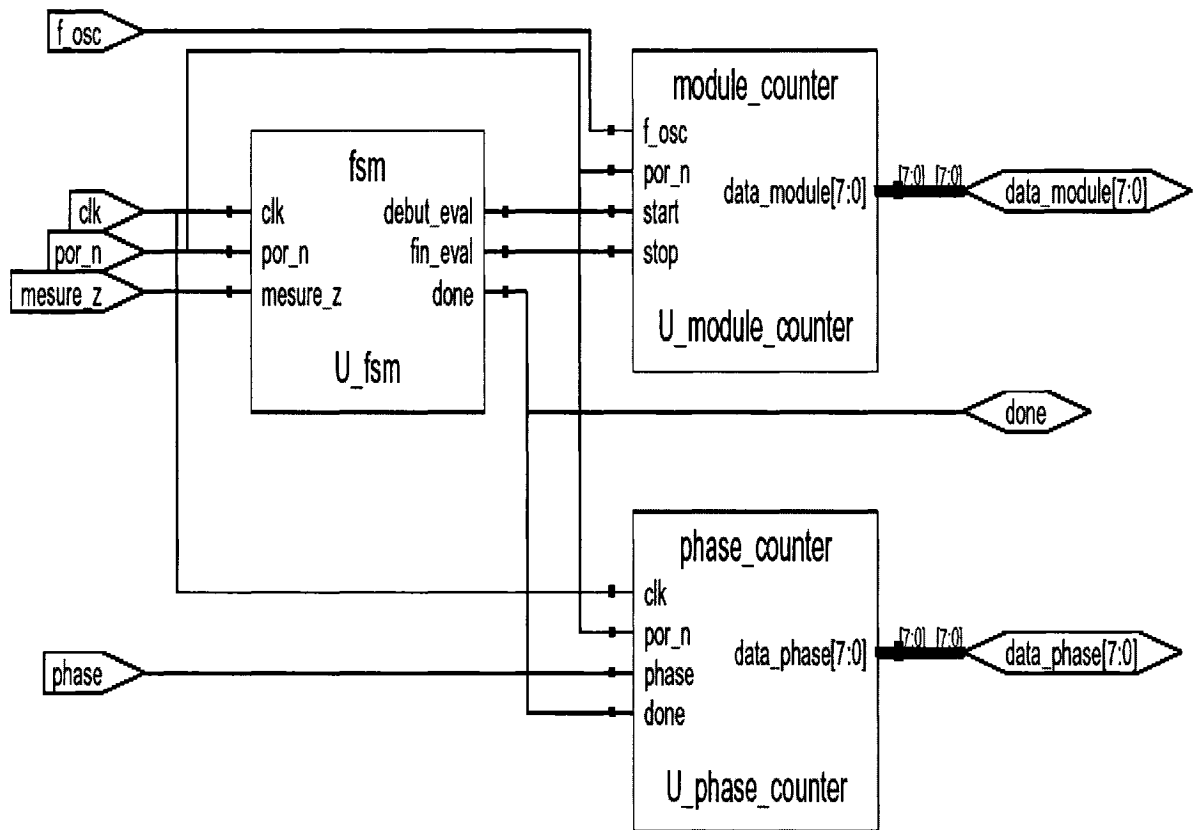 f_osc
clk
por_n
mesure_z
phase
fsm
clk
por_n
mesure_z
debut_eval
fin_eval
done
U_fsm
module_counter
f_osc
por_n
start
stop
data_module[7:0]
U_module_counter
[7:0] [7:0]
data_module[7:0]
done
phase_counter
clk
por_n
phase
done
data_phase[7:0]
U_phase_counter
[7:0] [7:0]
data_phase[7:0]